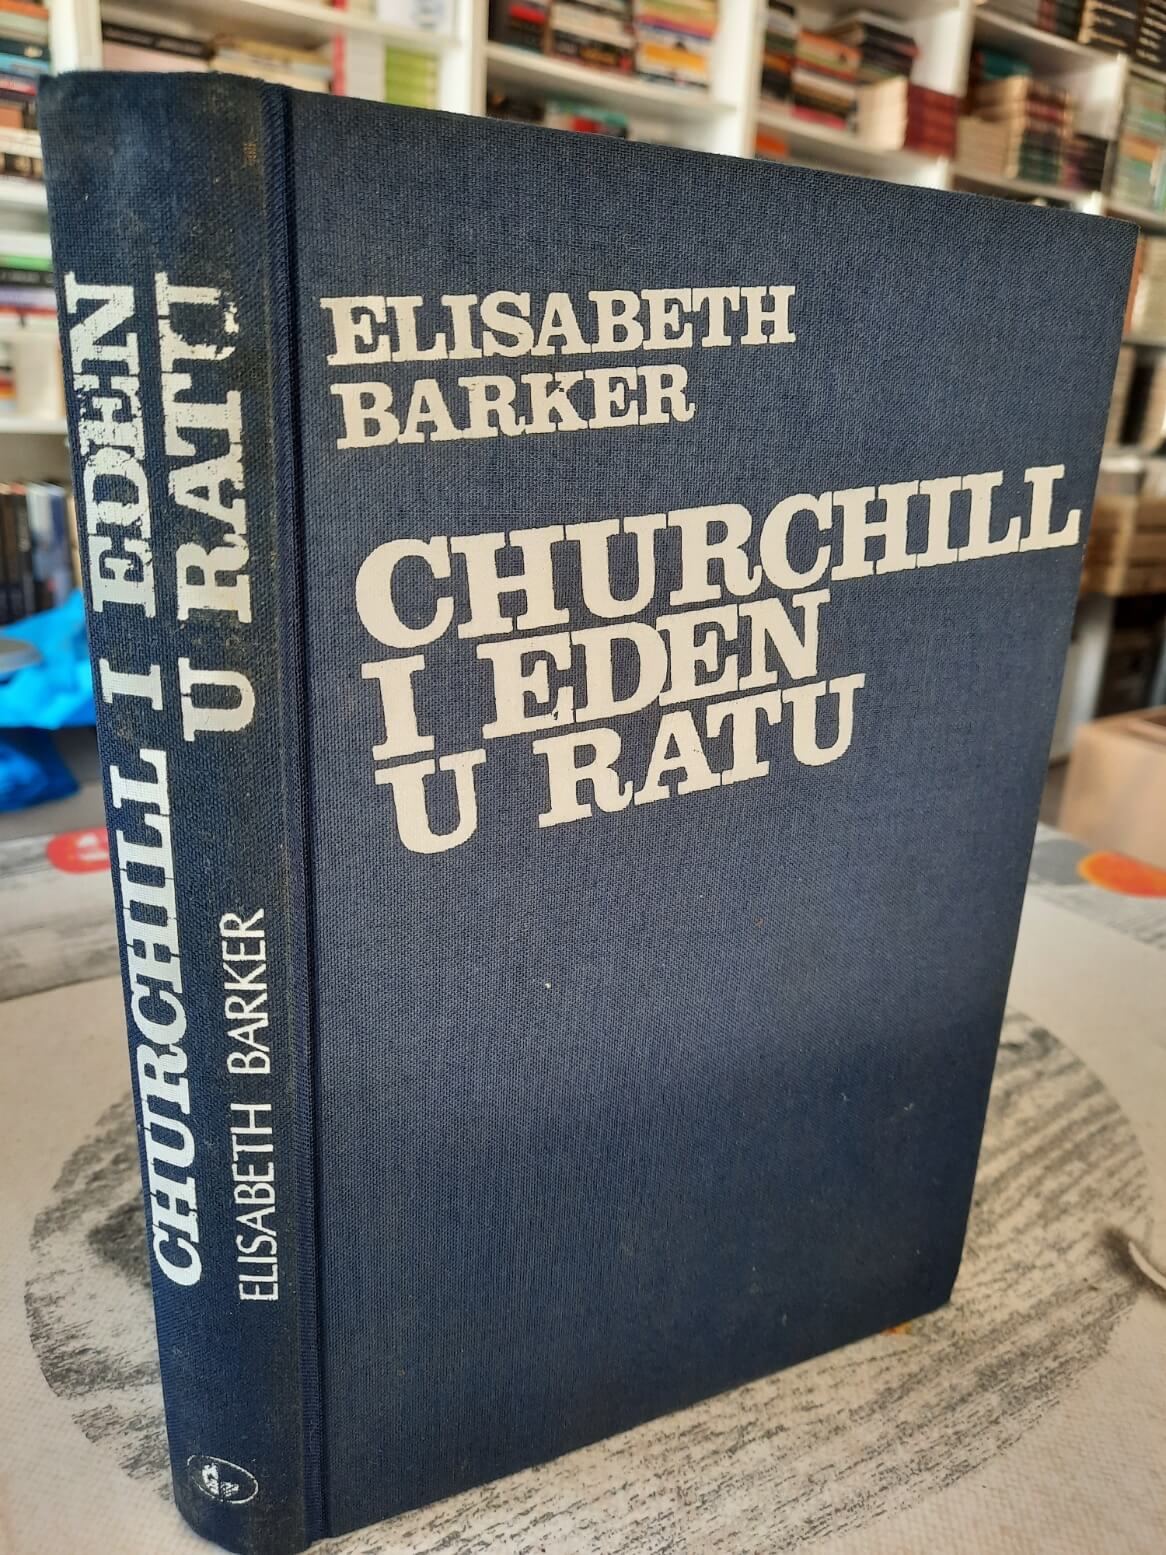 CHURCHILL I EDEN
U RATU
ELISABETH BARKER
ELISABETH
BARKER
CHURCHILL
I EDEN
U RATU